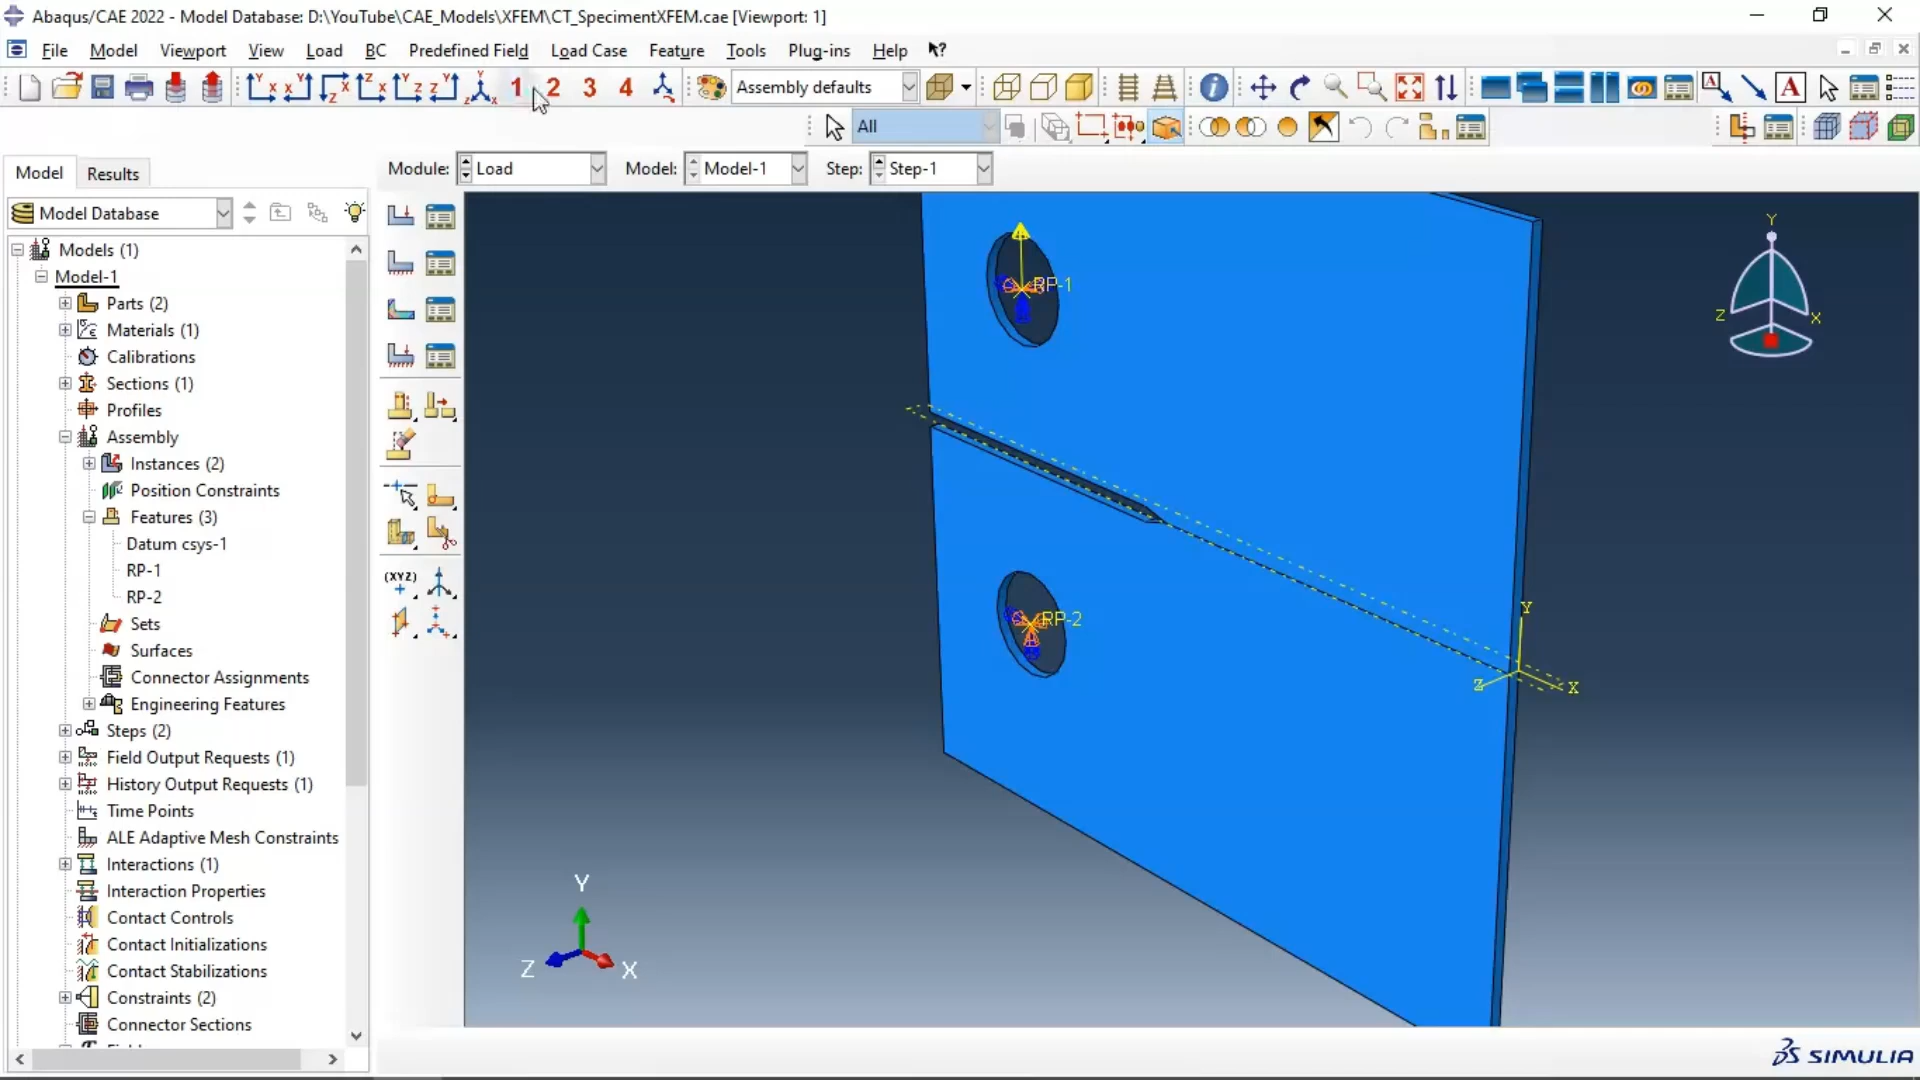 Abaqus/CAE 2022 - Model Database: D:\YouTube\CAE_Models\XFEM\CT_SpecimentXFEM.cae [Viewport: 1]
File Model Viewport View Load BC Predefined Field Load Case Feature Tools Plug-ins Help
1 2 3 4 Assembly defaults
All
Model Results
Module: Load Model: Model-1 Step: Step-1
Model Database
Models (1)
Model-1
Parts (2)
Materials (1)
Calibrations
Sections (1)
Profiles
Assembly
Instances (2)
Position Constraints
Features (3)
Datum csys-1
RP-1
RP-2
Sets
Surfaces
Connector Assignments
Engineering Features
Steps (2)
Field Output Requests (1)
History Output Requests (1)
Time Points
ALE Adaptive Mesh Constraints
Interactions (1)
Interaction Properties
Contact Controls
Contact Initializations
Contact Stabilizations
Constraints (2)
Connector Sections
(XYZ)
RP-1
RP-2
Y
Z X
Y
Z X
Y
Z X
SIMULIA